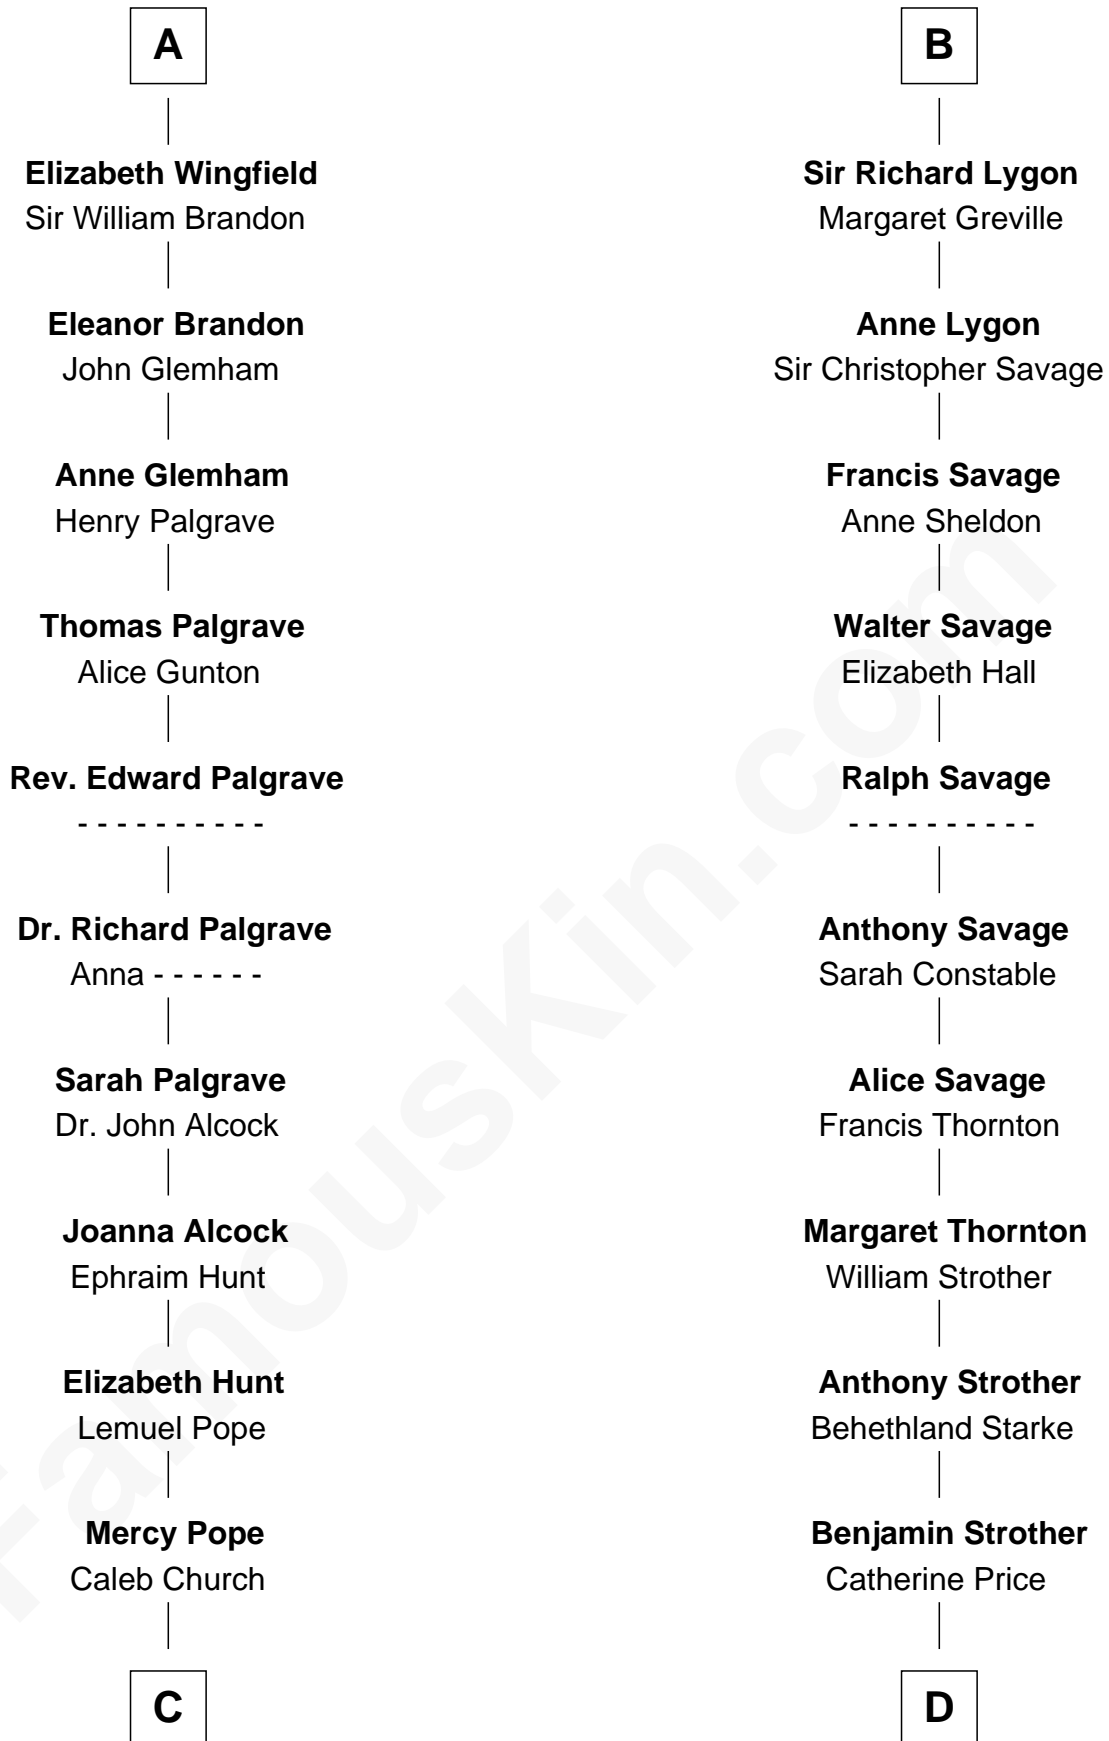 A
Elizabeth Wingfield
Sir William Brandon
Eleanor Brandon
John Glemham
Anne Glemham
Henry Palgrave
Thomas Palgrave
Alice Gunton
Rev. Edward Palgrave
- - - - - - - - - -
Dr. Richard Palgrave
Anna - - - - - -
Sarah Palgrave
Dr. John Alcock
Joanna Alcock
Ephraim Hunt
Elizabeth Hunt
Lemuel Pope
Mercy Pope
Caleb Church
C
B
Sir Richard Lygon
Margaret Greville
Anne Lygon
Sir Christopher Savage
Francis Savage
Anne Sheldon
Walter Savage
Elizabeth Hall
Ralph Savage
- - - - - - - - - -
Anthony Savage
Sarah Constable
Alice Savage
Francis Thornton
Margaret Thornton
William Strother
Anthony Strother
Behethland Starke
Benjamin Strother
Catherine Price
D
FamousKin.com